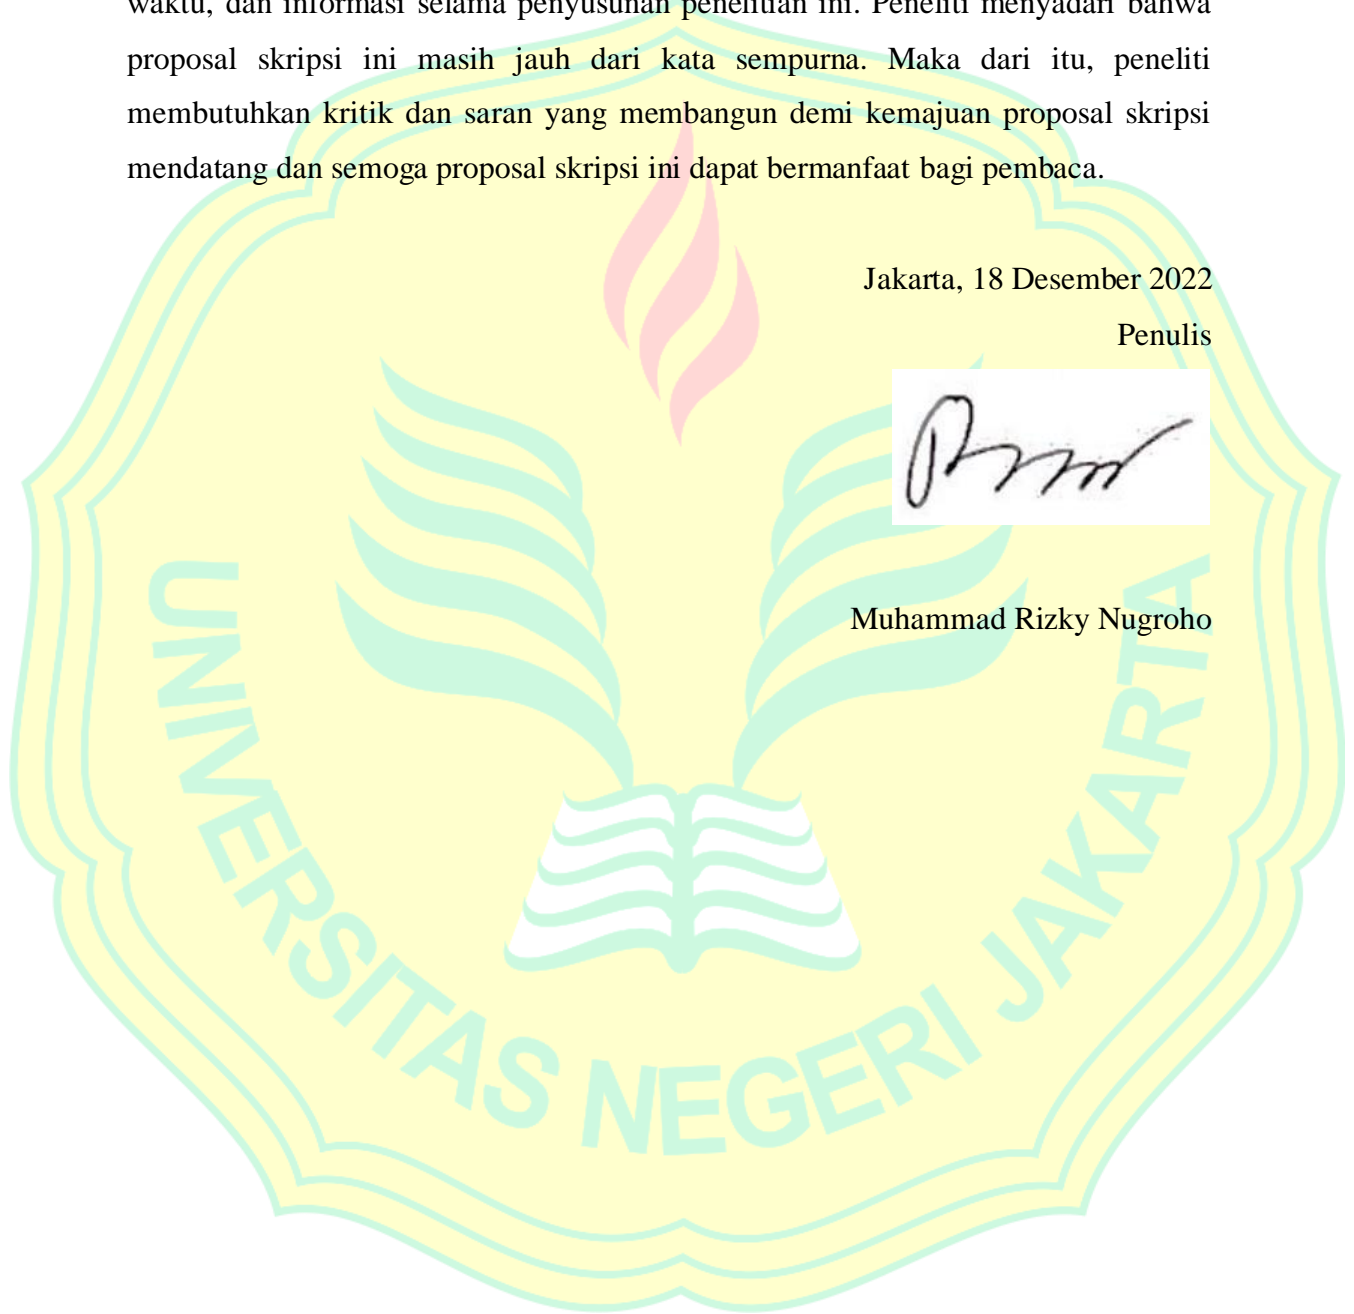 waktu, dan informasi selama penyusunan penelitian ini. Peneliti menyadari bahwa
proposal skripsi ini masih jauh dari kata sempurna. Maka dari itu, peneliti
membutuhkan kritik dan saran yang membangun demi kemajuan proposal skripsi
mendatang dan semoga proposal skripsi ini dapat bermanfaat bagi pembaca.
Jakarta, 18 Desember 2022
Penulis
Muhammad Rizky Nugroho
UNIVERSITAS NEGERI JAKARTA